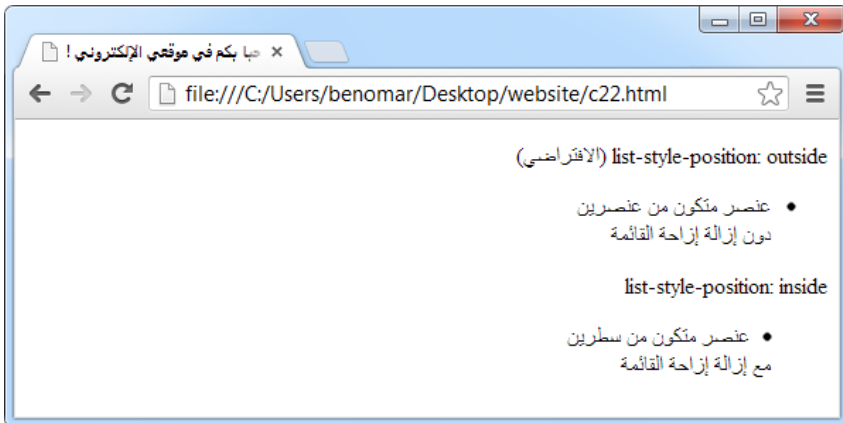 حبا بكم في موقعي الإلكتروني !
file:///C:/Users/benomar/Desktop/website/c22.html
list-style-position: outside (الافتراضي)
• عنصر متكون من عنصرين
دون إزالة إزاحة القائمة
list-style-position: inside
• عنصر متكون من سطرين
مع إزالة إزاحة القائمة